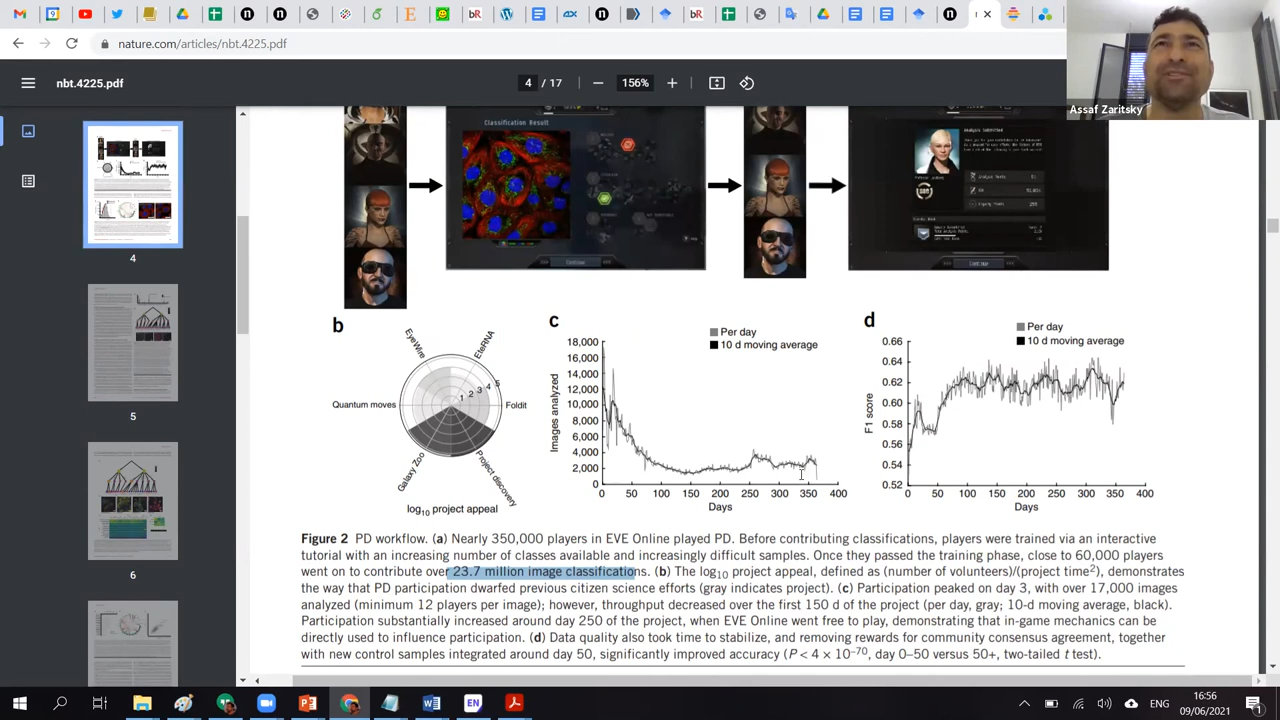 nature.com/articles/nbt.4225.pdf
nbt.4225.pdf
4 / 17
156%
Assaf Zaritsky
4
5
6
Classification Result
Continue
Analysis Submitted
Continue
b
EyeWire
EteRNA
Quantum moves
1 2 3 4 5
Foldit
Galaxy Zoo
Project discovery
log10 project appeal
c
Per day
10 d moving average
18,000
16,000
14,000
12,000
10,000
8,000
6,000
4,000
2,000
0
Images analyzed
0 50 100 150 200 250 300 350 400
Days
d
Per day
10 d moving average
0.66
0.64
0.62
0.60
0.58
0.56
0.54
0.52
F1 score
0 50 100 150 200 250 300 350 400
Days
Figure 2 PD workflow. (a) Nearly 350,000 players in EVE Online played PD. Before contributing classifications, players were trained via an interactive
tutorial with an increasing number of classes available and increasingly difficult samples. Once they passed the training phase, close to 60,000 players
went on to contribute over 23.7 million image classifications. (b) The log10 project appeal, defined as (number of volunteers)/(project time2), demonstrates
the way that PD participation dwarfed previous citizen science efforts (gray indicates project). (c) Participation peaked on day 3, with over 17,000 images
analyzed (minimum 12 players per image); however, throughput decreased over the first 150 d of the project (per day, gray; 10-d moving average, black).
Participation substantially increased around day 250 of the project, when EVE Online went free to play, demonstrating that in-game mechanics can be
directly used to influence participation. (d) Data quality also took time to stabilize, and removing rewards for community consensus agreement, together
with new control samples integrated around day 50, significantly improved accuracy (P < 4 × 10−70, day 0–50 versus 50+, two-tailed t test).
ENG
16:56
09/06/2021